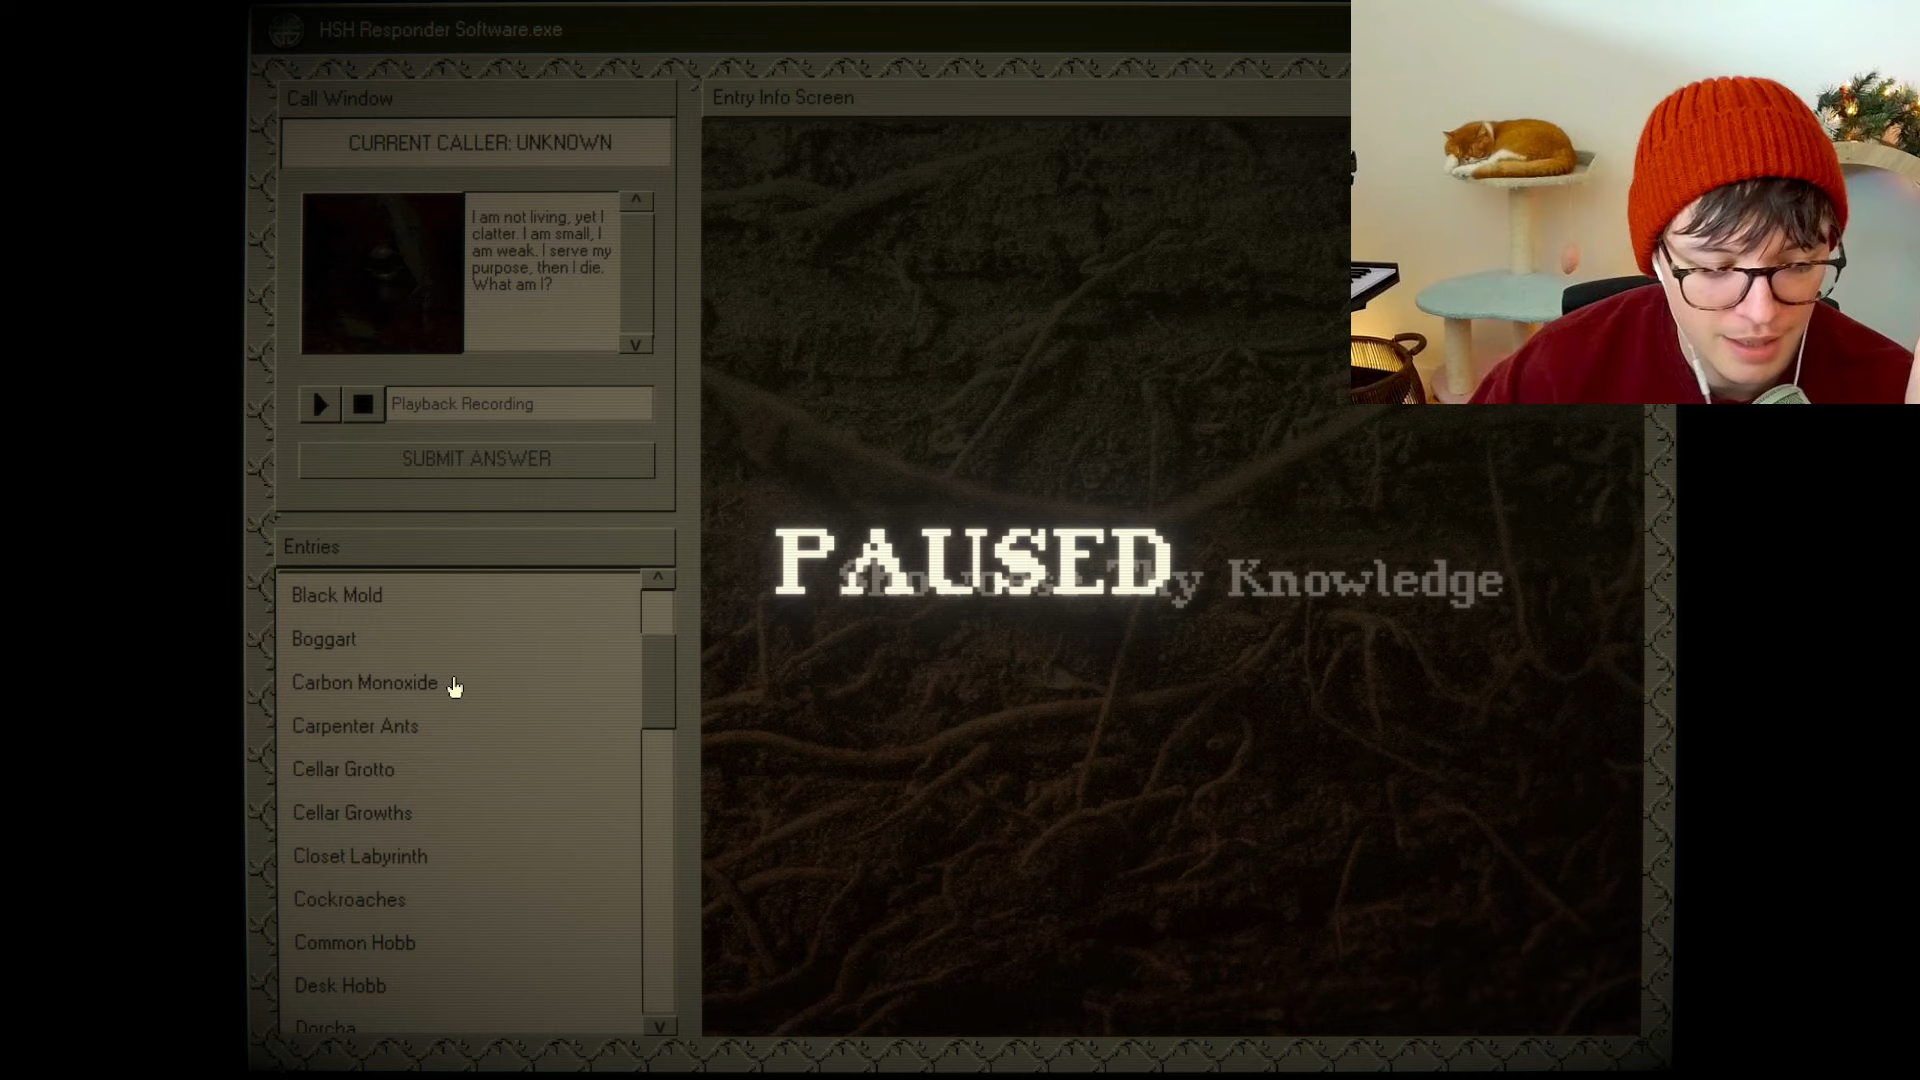 HSH Responder Software.exe
Call Window
CURRENT CALLER: UNKNOWN
I am not living, yet I
clatter. I am small, I
am weak. I serve my
purpose, then I die.
What am I?
Playback Recording
SUBMIT ANSWER
Entries
Black Mold
Boggart
Carbon Monoxide
Carpenter Ants
Cellar Grotto
Cellar Growths
Closet Labyrinth
Cockroaches
Common Hobb
Desk Hobb
Dorcha
Entry Info Screen
PAUSED
Thy Knowledge